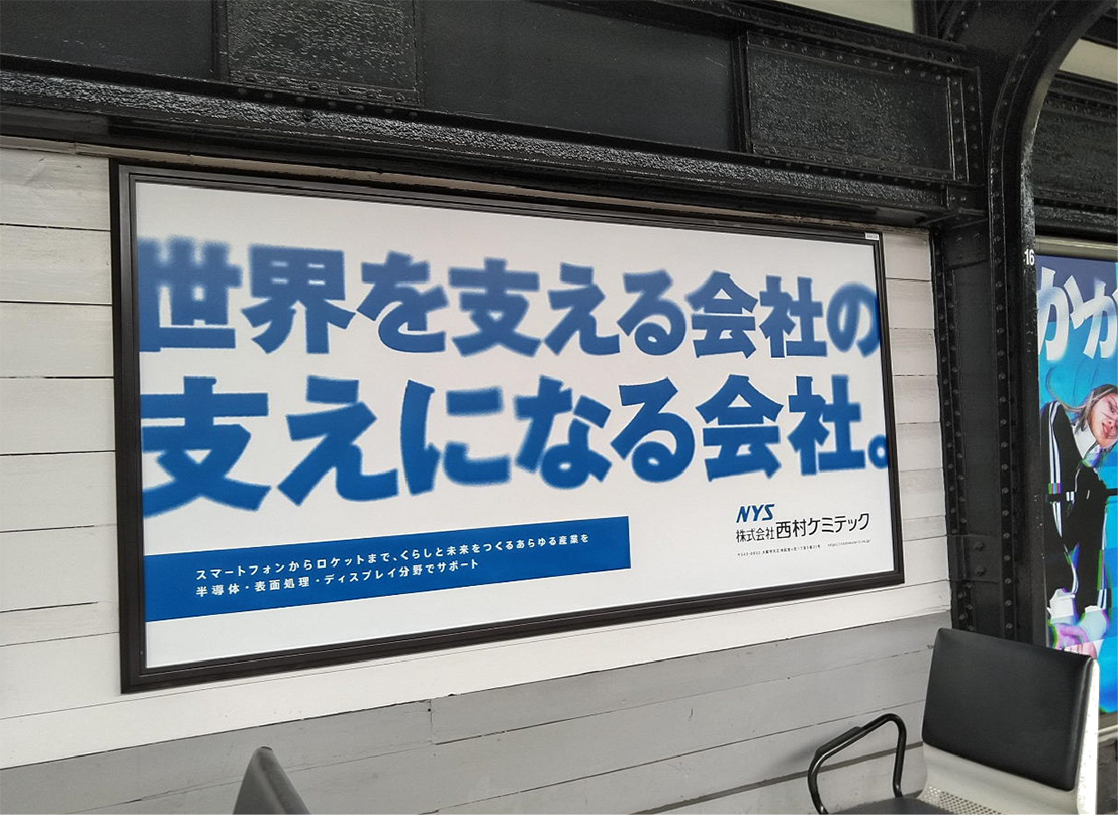 世界を支える会社の
支えになる会社。
スマートフォンからロケットまで、くらしと未来をつくるあらゆる産業を
半導体・表面処理・ディスプレイ分野でサポート
NYS
株式会社西村ケミテック
16